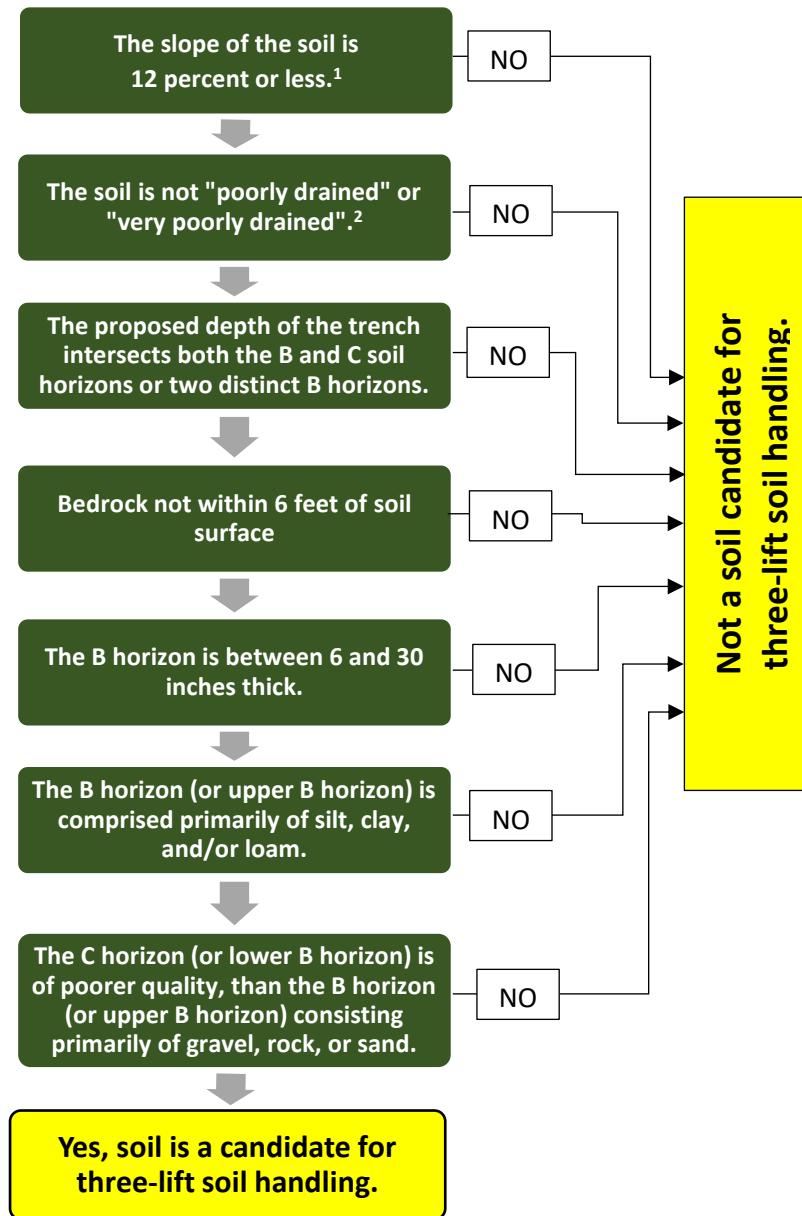 The slope of the soil is
12 percent or less.¹
NO
The soil is not "poorly drained" or
"very poorly drained".²
NO
The proposed depth of the trench
intersects both the B and C soil
horizons or two distinct B horizons.
NO
Bedrock not within 6 feet of soil
surface
NO
The B horizon is between 6 and 30
inches thick.
NO
The B horizon (or upper B horizon) is
comprised primarily of silt, clay,
and/or loam.
NO
The C horizon (or lower B horizon) is
of poorer quality, than the B horizon
(or upper B horizon) consisting
primarily of gravel, rock, or sand.
NO
Yes, soil is a candidate for
three-lift soil handling.
Not a soil candidate for
three-lift soil handling.